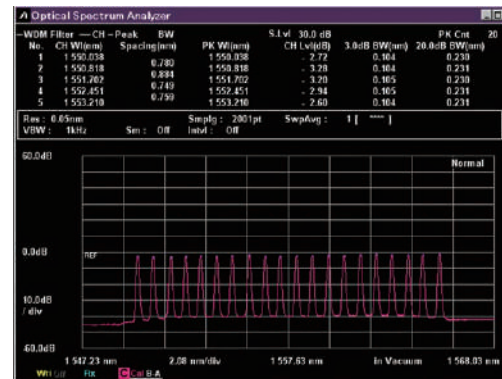 Optical Spectrum Analyzer
WDM Filter — CH – Peak BW S.Lvl 30.0 dB PK Cnt 20
No. CH Wl(nm) Spacing(nm) PK Wl(nm) CH Lvl(dB) 3.0dB BW(nm) 20.0dB BW(nm)
1 1 550.038 1 550.038 - 2.72 0.104 0.230
0.780
2 1 550.818 1 550.818 - 3.20 0.104 0.231
0.884
3 1 551.702 1 551.702 - 3.20 0.105 0.230
0.749
4 1 552.451 1 552.451 - 2.94 0.105 0.231
0.759
5 1 553.210 1 553.210 - 2.60 0.104 0.231
Res : 0.05nm Smplg : 2001pt SwpAvg : 1 [ **** ]
VBW : 1kHz Sm : Off Intvl : Off
60.0dB
Normal
0.0dB
REF
10.0dB
/ div
-60.0dB
1 547.23 nm 2.08 nm/div 1 557.63 nm in Vacuum 1 568.03 nm
Off C Cal B-A